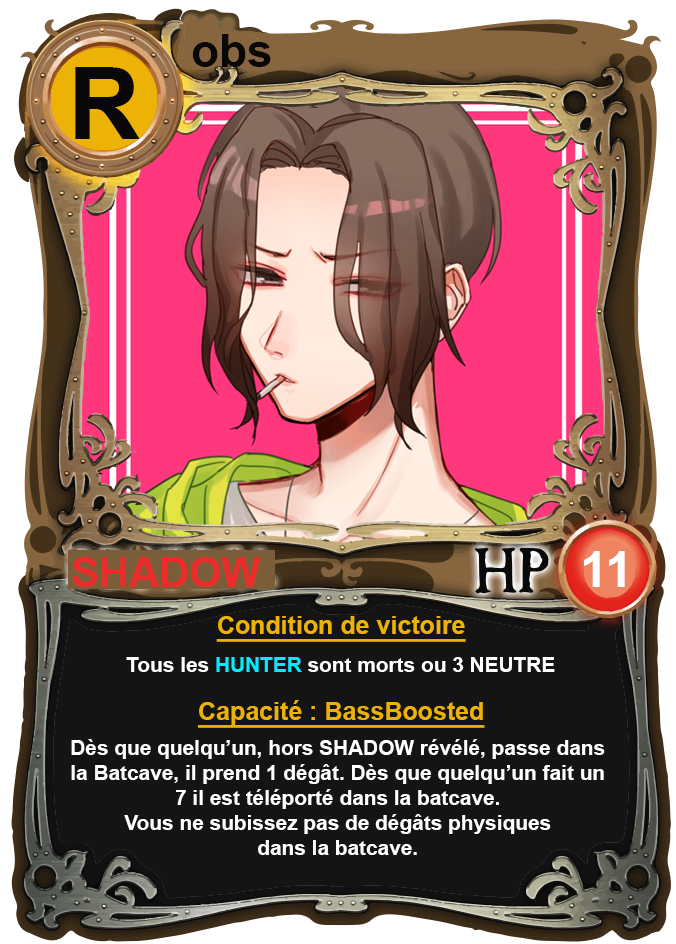 R obs
SHADOW HP 11
Condition de victoire
Tous les HUNTER sont morts ou 3 NEUTRE
Capacité : BassBoosted
Dès que quelqu’un, hors SHADOW révélé, passe dans
la Batcave, il prend 1 dégât. Dès que quelqu’un fait un
7 il est téléporté dans la batcave.
Vous ne subissez pas de dégâts physiques
dans la batcave.